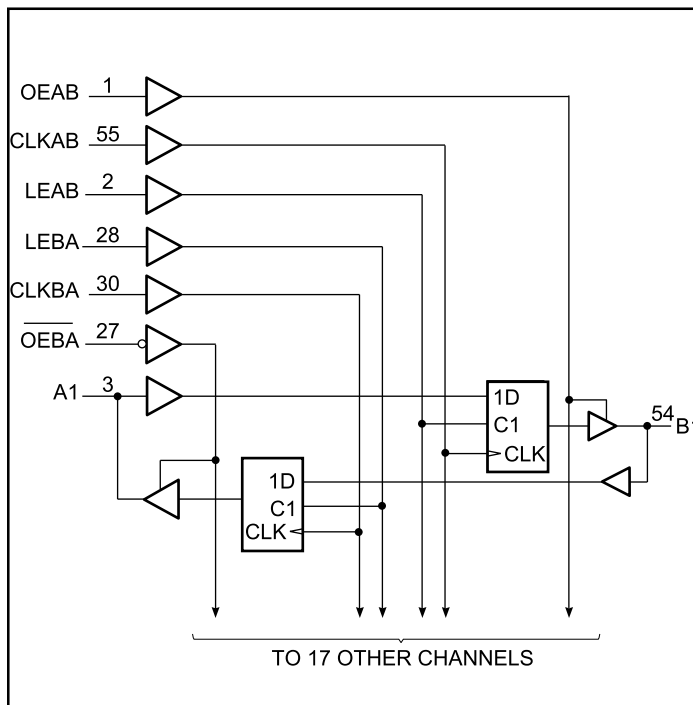 OEAB 1
CLKAB 55
LEAB 2
LEBA 28
CLKBA 30
OEBA 27
A1 3
1D
C1
CLK
54 B1
1D
C1
CLK
TO 17 OTHER CHANNELS